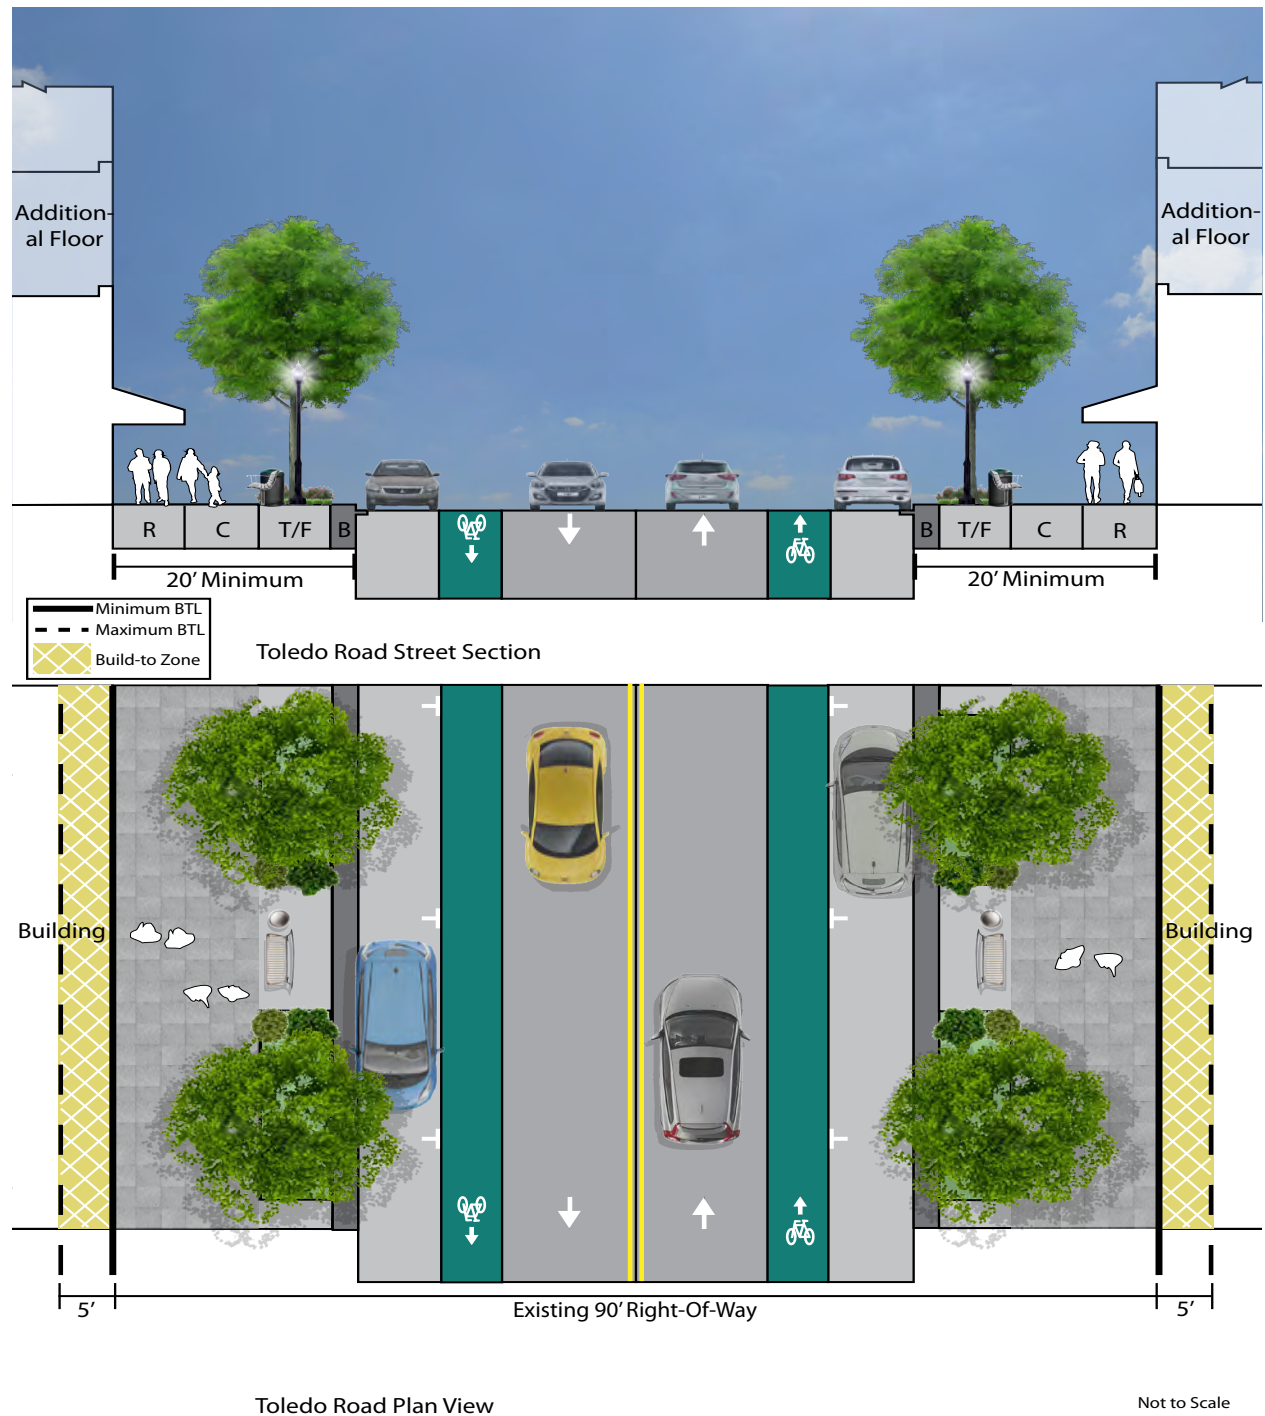 Addition-
al Floor
Addition-
al Floor
R C T/F B
B T/F C R
20’ Minimum
20’ Minimum
Minimum BTL
Maximum BTL
Build-to Zone
Toledo Road Street Section
Building
Building
5’
Existing 90’ Right-Of-Way
5’
Toledo Road Plan View
Not to Scale